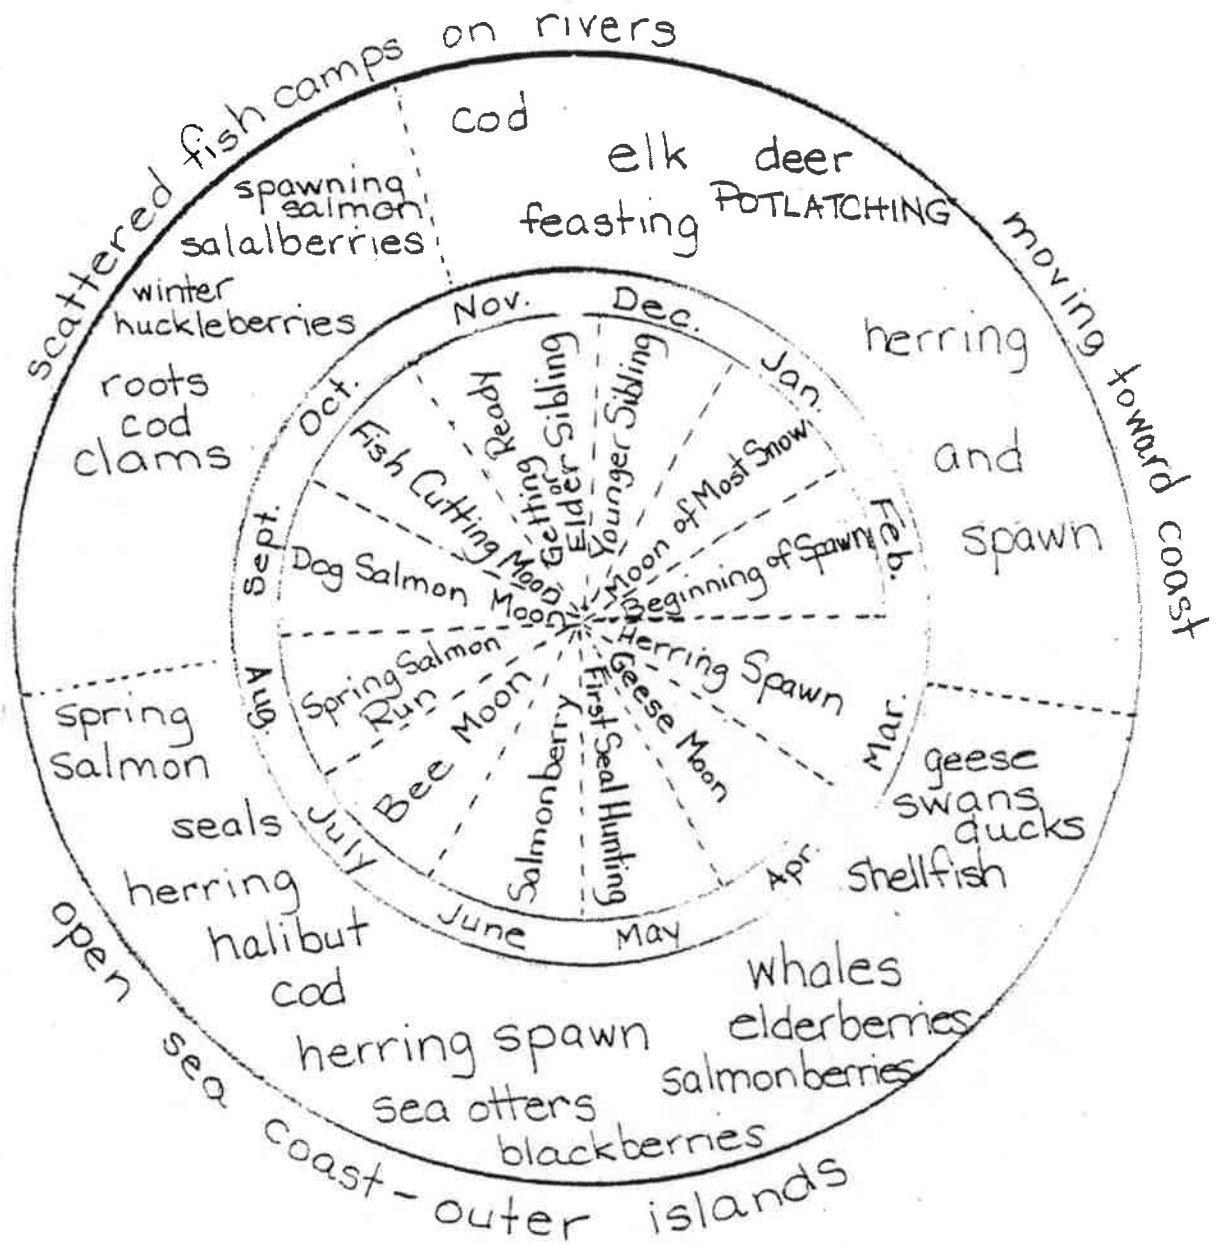 scattered fish camps on rivers
moving toward coast
open sea coast - outer islands
cod
elk deer
feasting POTLATCHING
herring
and
spawn
geese
swans
ducks
shellfish
whales
elderberries
salmonberries
blackberries
sea otters
herring spawn
cod
halibut
herring
seals
spring
salmon
clams
cod
roots
winter
huckleberries
spawning
salmon
salalberries
Nov.
Dec.
Jan.
Feb.
Mar.
Apr.
May
June
July
Aug.
Sept.
Oct.
Getting Ready
or
Elder Sibling
Younger Sibling
Moon of Most Snow
Beginning of Spawn
Herring Spawn
Geese Moon
First Seal Hunting
Salmonberry
Bee Moon
Spring Salmon
Run
Dog Salmon Moon
Fish Cutting Moon